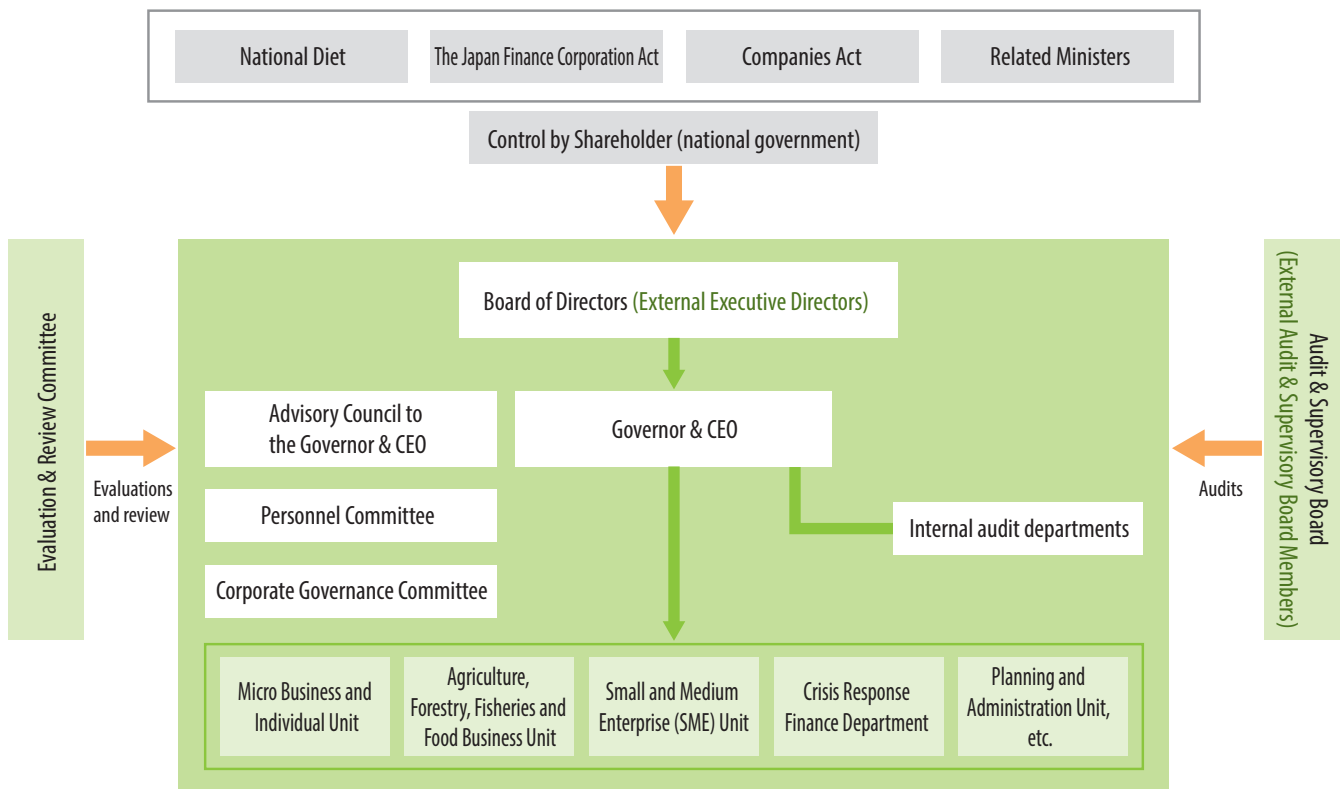 National Diet
The Japan Finance Corporation Act
Companies Act
Related Ministers
Control by Shareholder (national government)
Evaluation & Review Committee
Evaluations
and review
Board of Directors (External Executive Directors)
Advisory Council to
the Governor & CEO
Governor & CEO
Personnel Committee
Internal audit departments
Corporate Governance Committee
Micro Business and
Individual Unit
Agriculture,
Forestry, Fisheries and
Food Business Unit
Small and Medium
Enterprise (SME) Unit
Crisis Response
Finance Department
Planning and
Administration Unit,
etc.
Audits
Audit & Supervisory Board
(External Audit & Supervisory Board Members)